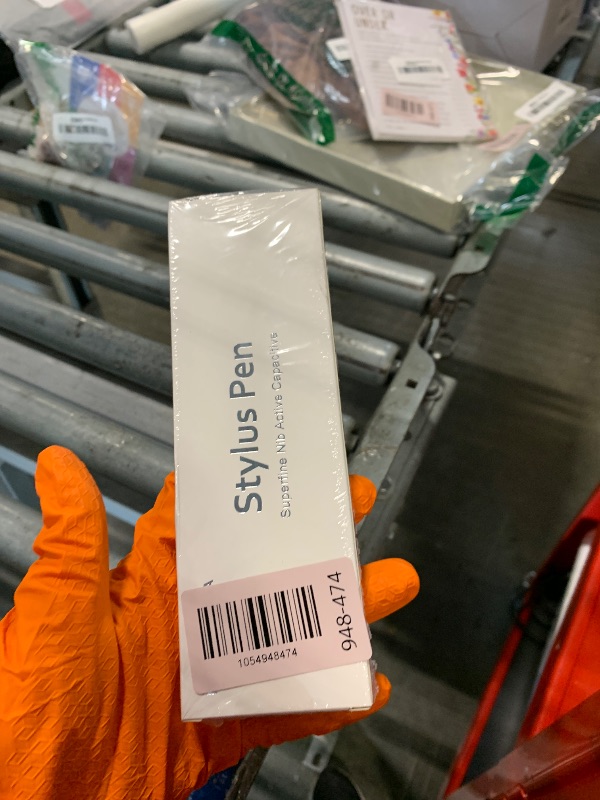 Stylus Pen
Superfine Nib Active Capacitive
1054948474
948-474